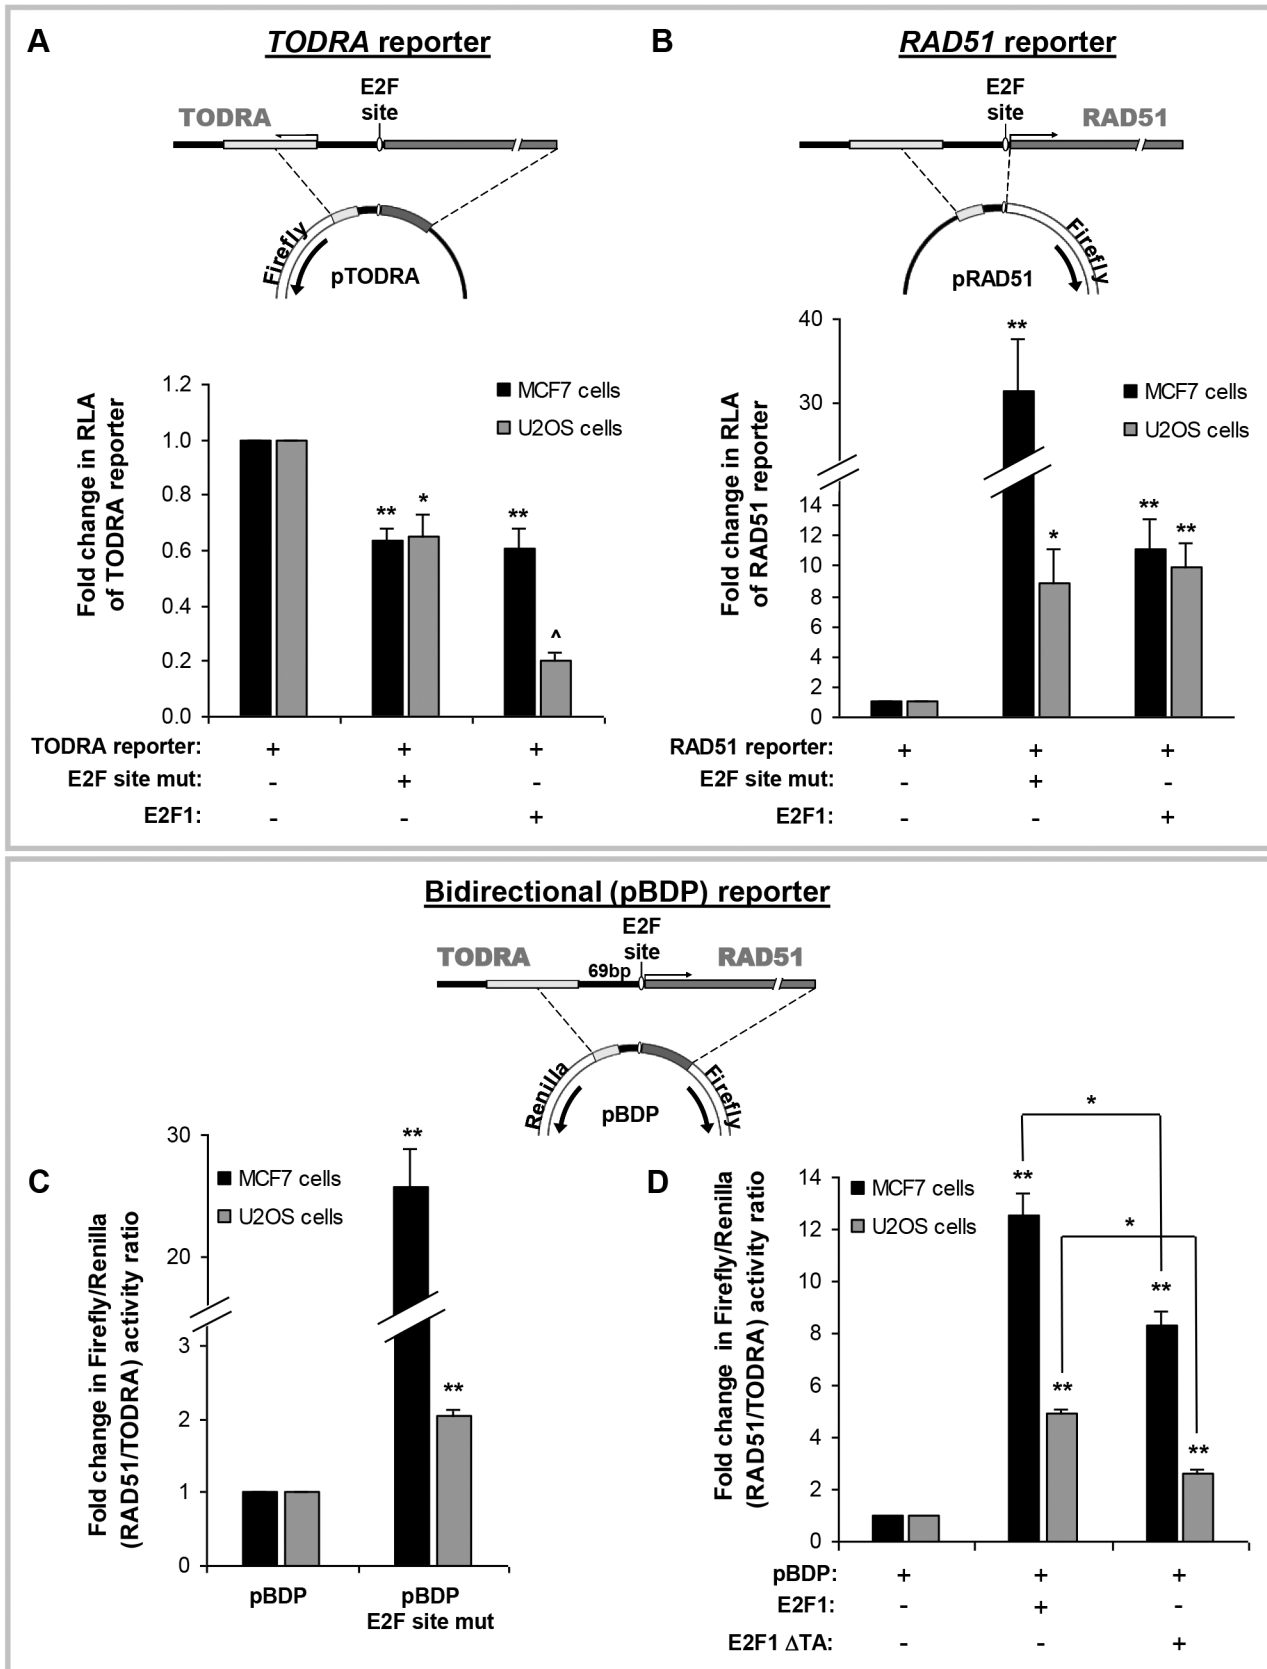 A
TODRA reporter
E2F
site
TODRA
Firefly
pTODRA
Fold change in RLA
of TODRA reporter
1.2
1.0
0.8
0.6
0.4
0.2
0.0
MCF7 cells
U2OS cells
**
*
**
^
TODRA reporter: + + +
E2F site mut: - + -
E2F1: - - +
B
RAD51 reporter
E2F
site
RAD51
Firefly
pRAD51
Fold change in RLA
of RAD51 reporter
40
30
14
12
10
8
6
4
2
0
MCF7 cells
U2OS cells
**
*
**
**
RAD51 reporter: + + +
E2F site mut: - + -
E2F1: - - +
Bidirectional (pBDP) reporter
E2F
site
TODRA
RAD51
69bp
Renilla
Firefly
pBDP
C
Fold change in Firefly/Renilla
(RAD51/TODRA) activity ratio
30
20
3
2
1
0
MCF7 cells
U2OS cells
**
**
pBDP
pBDP
E2F site mut
D
Fold change in Firefly/Renilla
(RAD51/TODRA) activity ratio
14
12
10
8
6
4
2
0
MCF7 cells
U2OS cells
*
*
**
**
**
**
pBDP: + + +
E2F1: - + -
E2F1 ΔTA: - - +